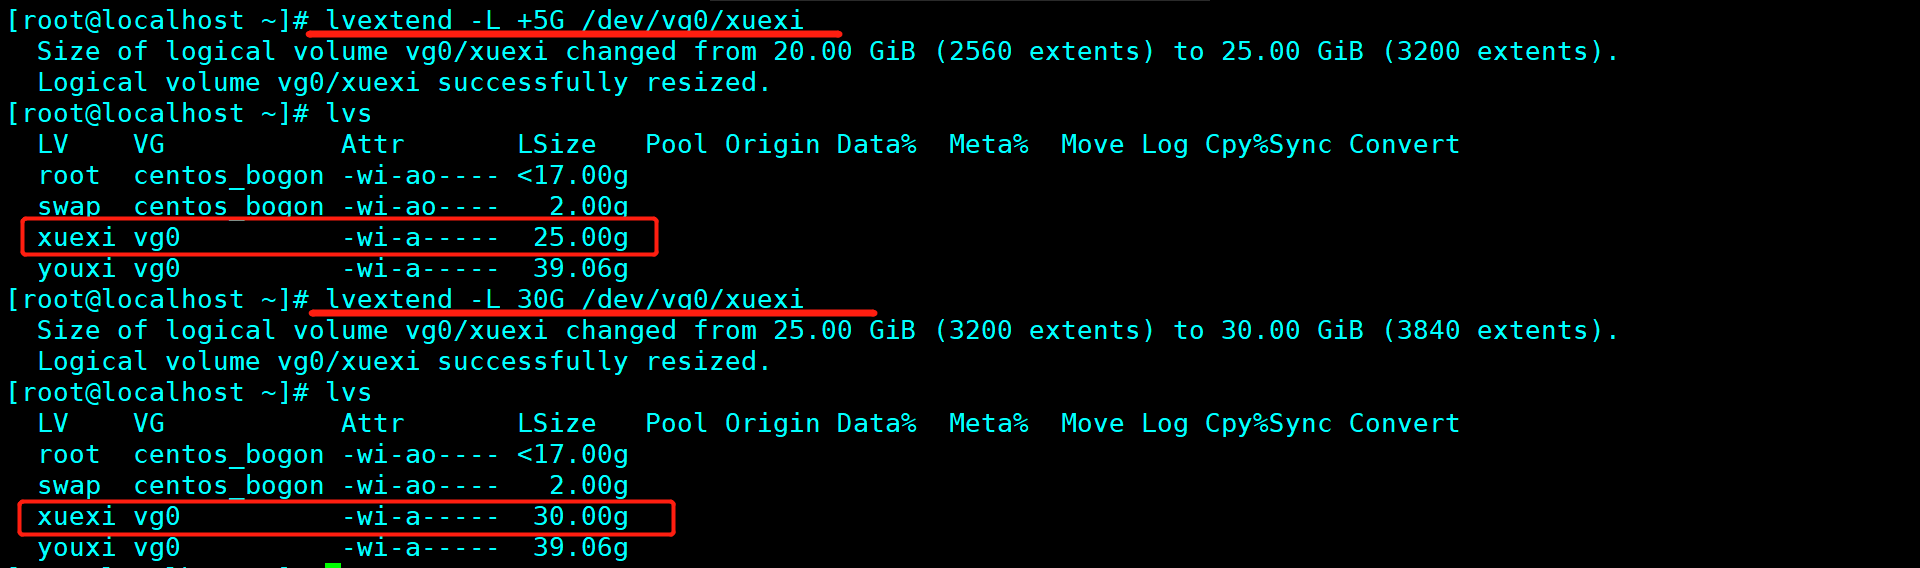 [root@localhost ~]# lvextend -L +5G /dev/vg0/xuexi
  Size of logical volume vg0/xuexi changed from 20.00 GiB (2560 extents) to 25.00 GiB (3200 extents).
  Logical volume vg0/xuexi successfully resized.
[root@localhost ~]# lvs
  LV    VG           Attr       LSize   Pool Origin Data%  Meta%  Move Log Cpy%Sync Convert
  root  centos_bogon -wi-ao---- <17.00g
  swap  centos_bogon -wi-ao----   2.00g
  xuexi vg0          -wi-a-----  25.00g
  youxi vg0          -wi-a-----  39.06g
[root@localhost ~]# lvextend -L 30G /dev/vg0/xuexi
  Size of logical volume vg0/xuexi changed from 25.00 GiB (3200 extents) to 30.00 GiB (3840 extents).
  Logical volume vg0/xuexi successfully resized.
[root@localhost ~]# lvs
  LV    VG           Attr       LSize   Pool Origin Data%  Meta%  Move Log Cpy%Sync Convert
  root  centos_bogon -wi-ao---- <17.00g
  swap  centos_bogon -wi-ao----   2.00g
  xuexi vg0          -wi-a-----  30.00g
  youxi vg0          -wi-a-----  39.06g